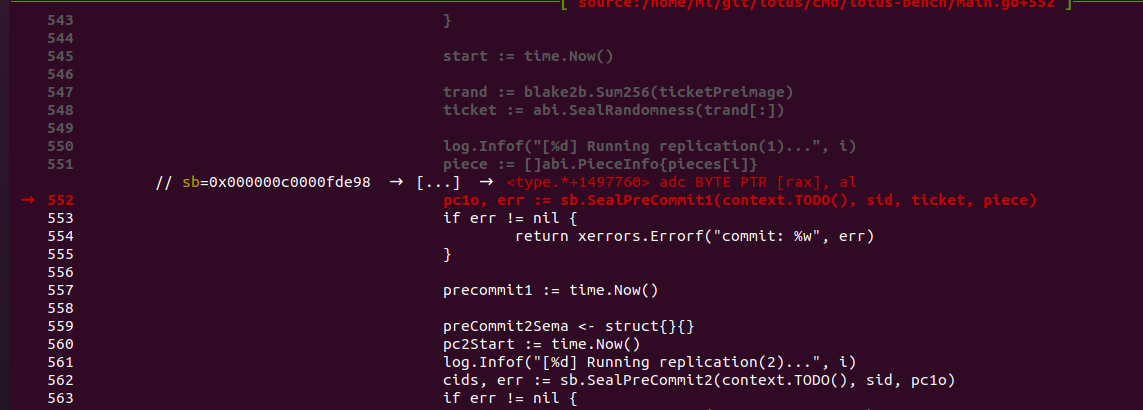 [ source:/home/ml/git/lotus/cmd/lotus-bench/main.go+552 ]
543 }
544
545 start := time.Now()
546
547 trand := blake2b.Sum256(ticketPreimage)
548 ticket := abi.SealRandomness(trand[:])
549
550 log.Infof("[%d] Running replication(1)...", i)
551 piece := []abi.PieceInfo{pieces[i]}
// sb=0x000000c0000fde98 → [...] → <type.*+1497760> adc BYTE PTR [rax], al
→ 552 pc1o, err := sb.SealPreCommit1(context.TODO(), sid, ticket, piece)
553 if err != nil {
554 return xerrors.Errorf("commit: %w", err)
555 }
556
557 precommit1 := time.Now()
558
559 preCommit2Sema <- struct{}{}
560 pc2Start := time.Now()
561 log.Infof("[%d] Running replication(2)...", i)
562 cids, err := sb.SealPreCommit2(context.TODO(), sid, pc1o)
563 if err != nil {